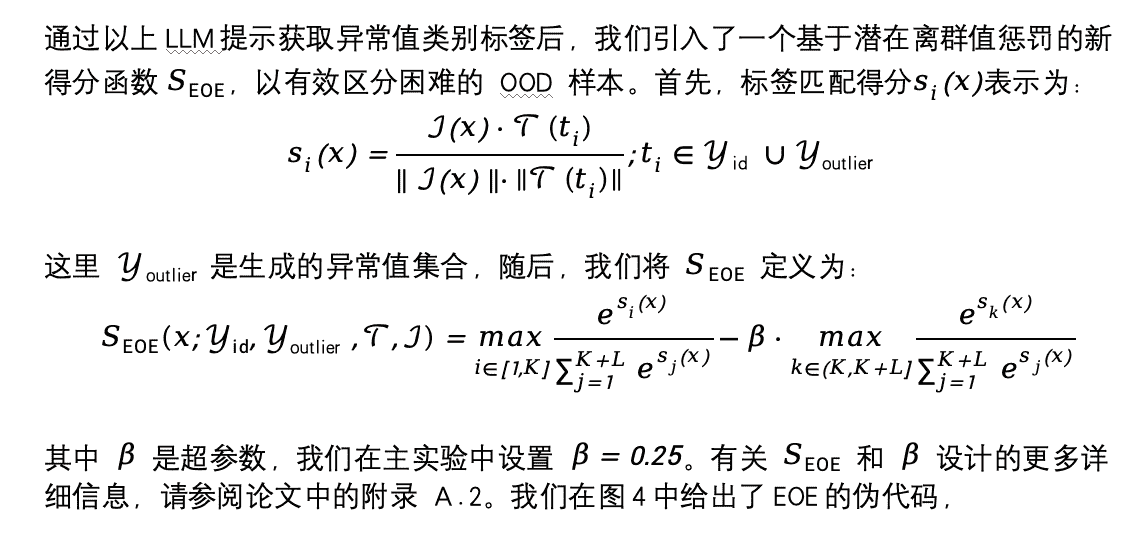 通过以上 LLM 提示获取异常值类别标签后，我们引入了一个基于潜在离群值惩罚的新
得分函数 S_EOE，以有效区分困难的 OOD 样本。首先，标签匹配得分s_i(x)表示为：
s_i(x) = \frac{ℐ(x) · 𝒯(t_i)}{‖ℐ(x)‖·‖𝒯(t_i)‖}; t_i ∈ 𝒴_id ∪ 𝒴_outlier
这里 𝒴_outlier 是生成的异常值集合，随后，我们将 S_EOE 定义为：
S_EOE(x; 𝒴_id, 𝒴_outlier, 𝒯, ℐ) = \max_{i∈[1,K]} \frac{e^{s_i(x)}}{∑_{j=1}^{K+L} e^{s_j(x)}} − β · \max_{k∈(K,K+L]} \frac{e^{s_k(x)}}{∑_{j=1}^{K+L} e^{s_j(x)}}
其中 β 是超参数，我们在主实验中设置 β = 0.25。有关 S_EOE 和 β 设计的更多详
细信息，请参阅论文中的附录 A.2。我们在图 4 中给出了 EOE 的伪代码，